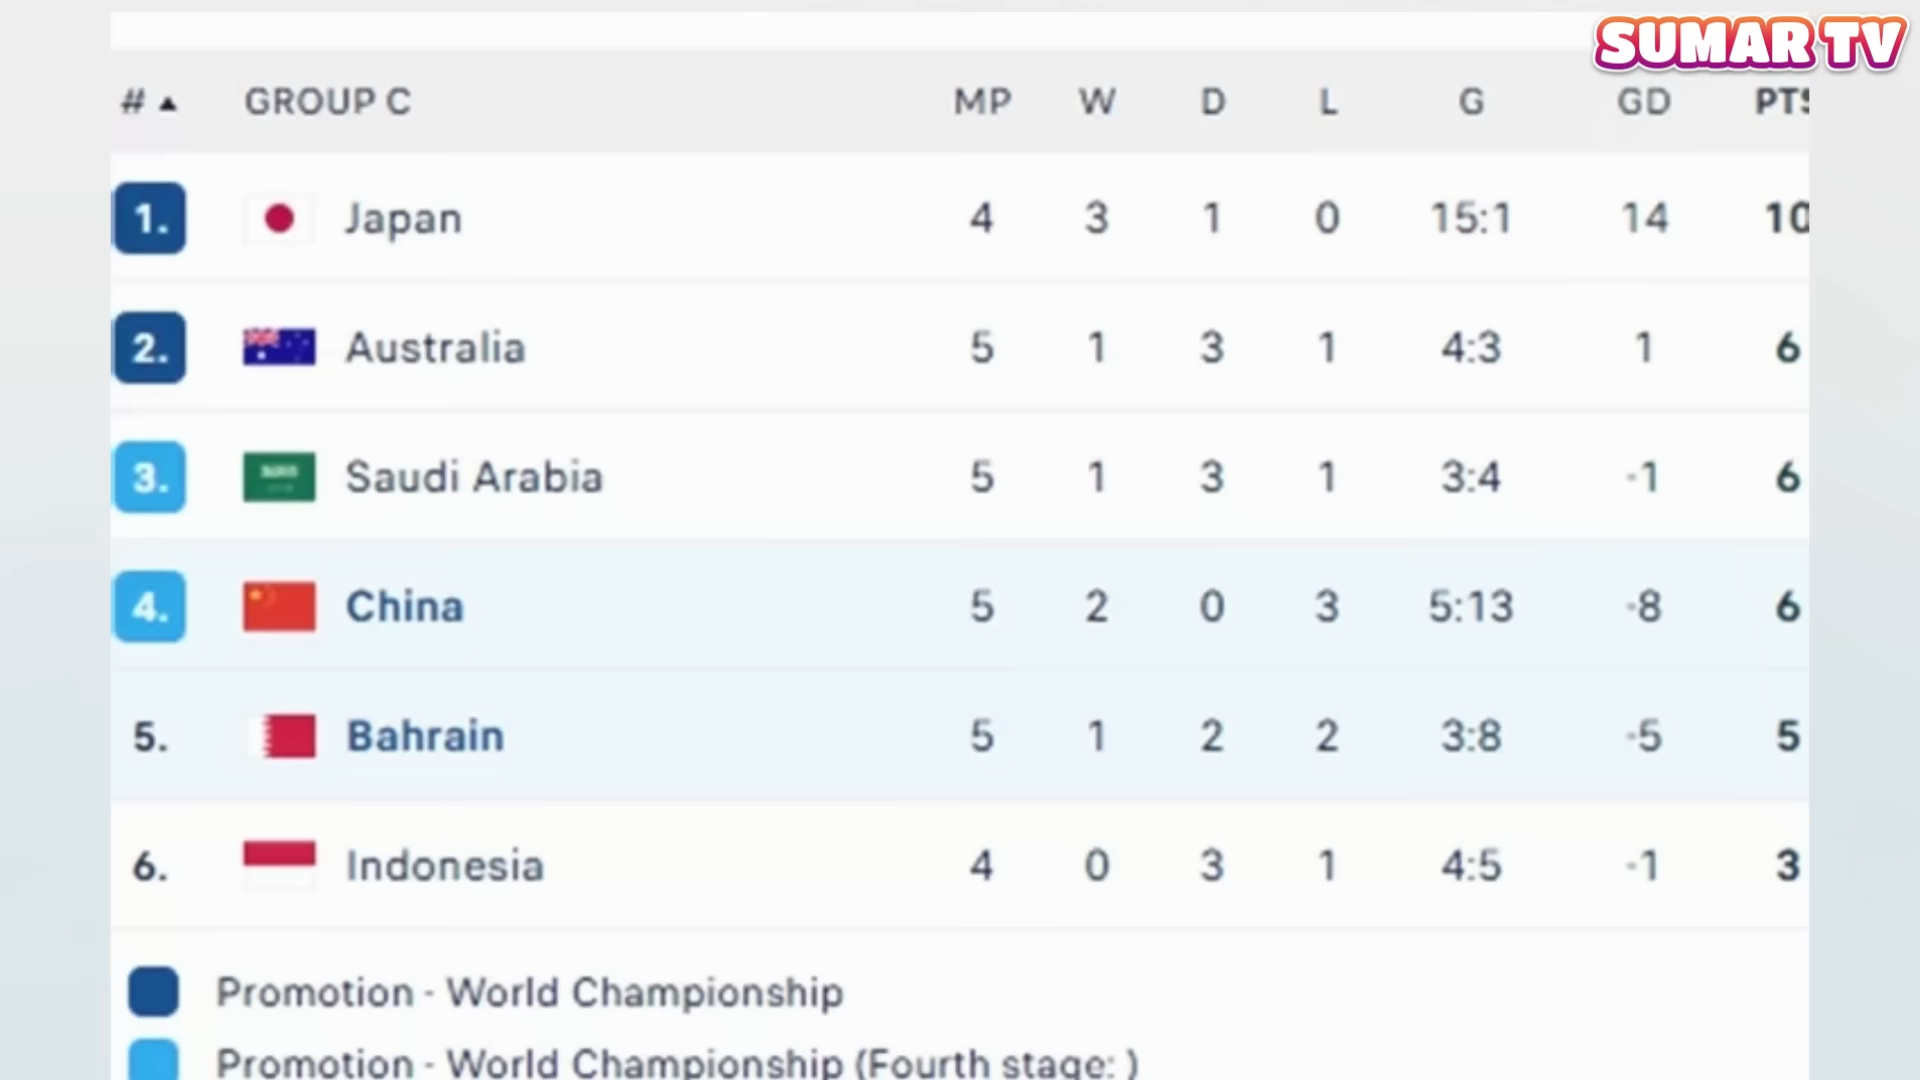 SUMAR TV
# ▲ GROUP C MP W D L G GD PTS
1. Japan 4 3 1 0 15:1 14 10
2. Australia 5 1 3 1 4:3 1 6
3. Saudi Arabia 5 1 3 1 3:4 -1 6
4. China 5 2 0 3 5:13 -8 6
5. Bahrain 5 1 2 2 3:8 -5 5
6. Indonesia 4 0 3 1 4:5 -1 3
Promotion - World Championship
Promotion - World Championship (Fourth stage: )